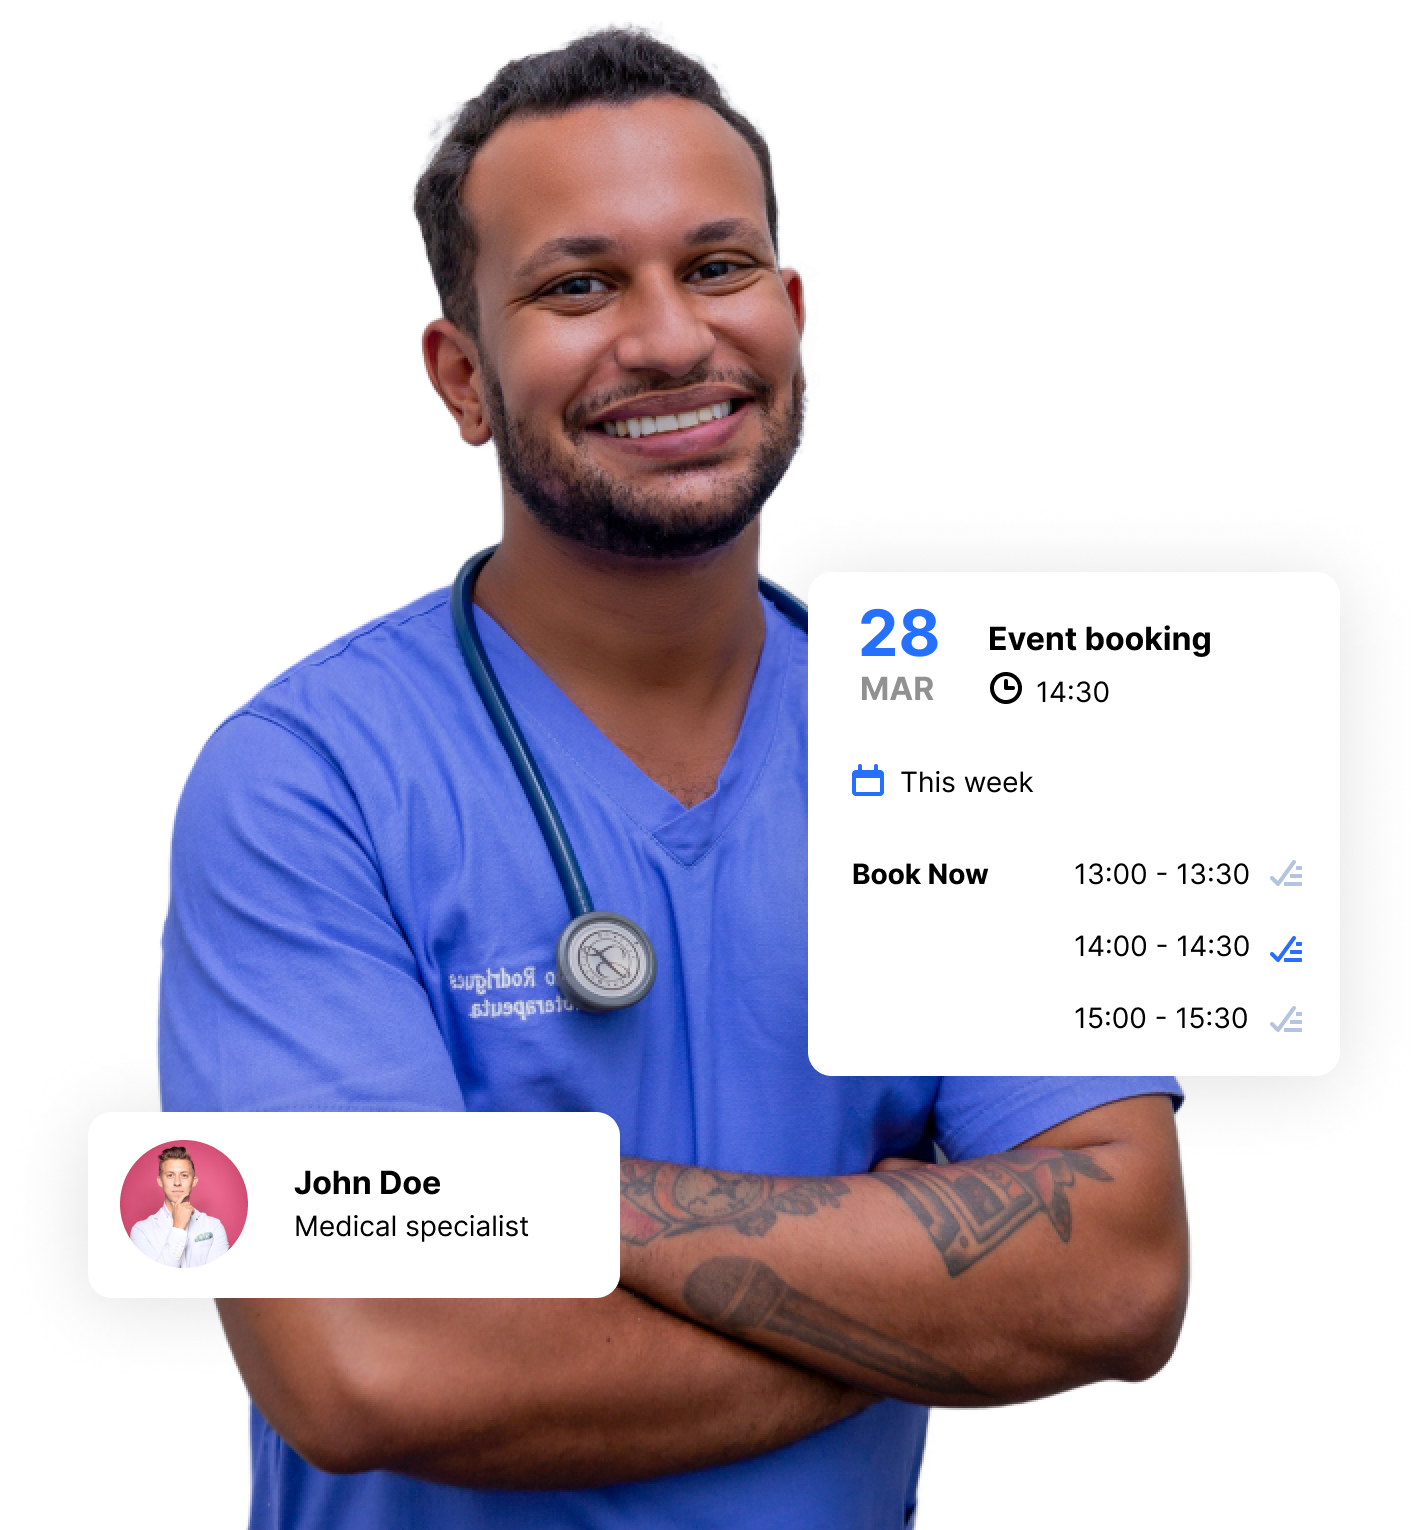 28
MAR
Event booking
14:30
This week
Book Now
13:00 - 13:30
14:00 - 14:30
15:00 - 15:30
Rodrigues
John Doe
Medical specialist